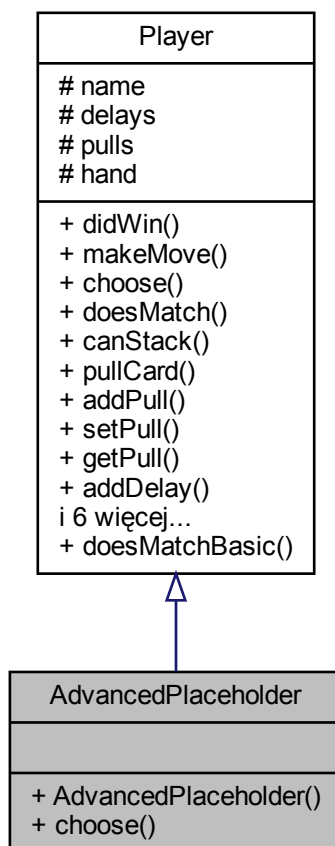 Player
# name
# delays
# pulls
# hand
+ didWin()
+ makeMove()
+ choose()
+ doesMatch()
+ canStack()
+ pullCard()
+ addPull()
+ setPull()
+ getPull()
+ addDelay()
i 6 więcej...
+ doesMatchBasic()
AdvancedPlaceholder
+ AdvancedPlaceholder()
+ choose()